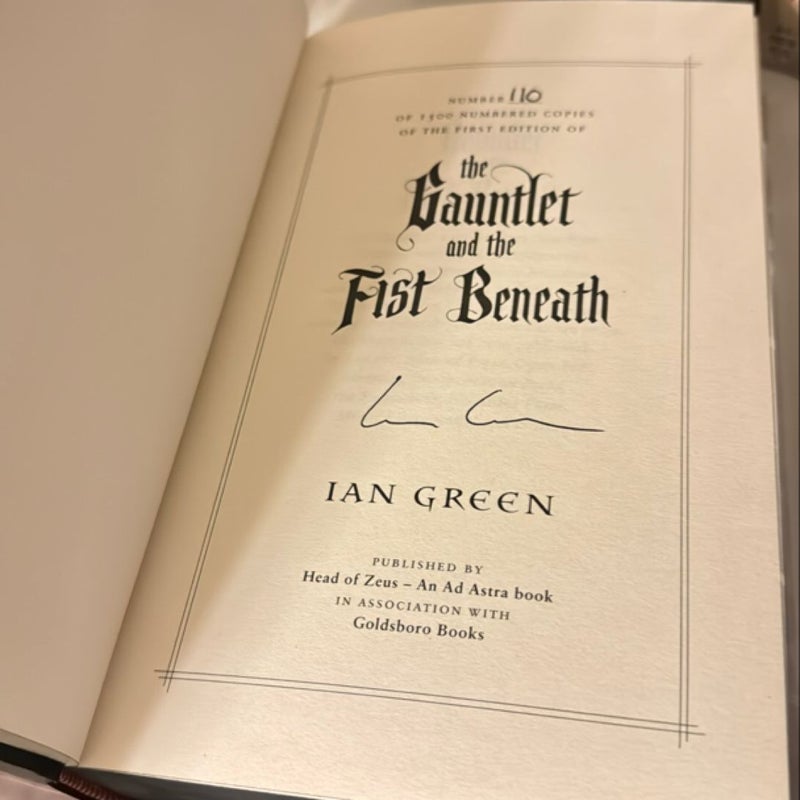 NUMBER 110
OF 1500 NUMBERED COPIES
OF THE FIRST EDITION OF
the
Gauntlet
and the
Fist Beneath
IAN GREEN
PUBLISHED BY
Head of Zeus – An Ad Astra book
IN ASSOCIATION WITH
Goldsboro Books